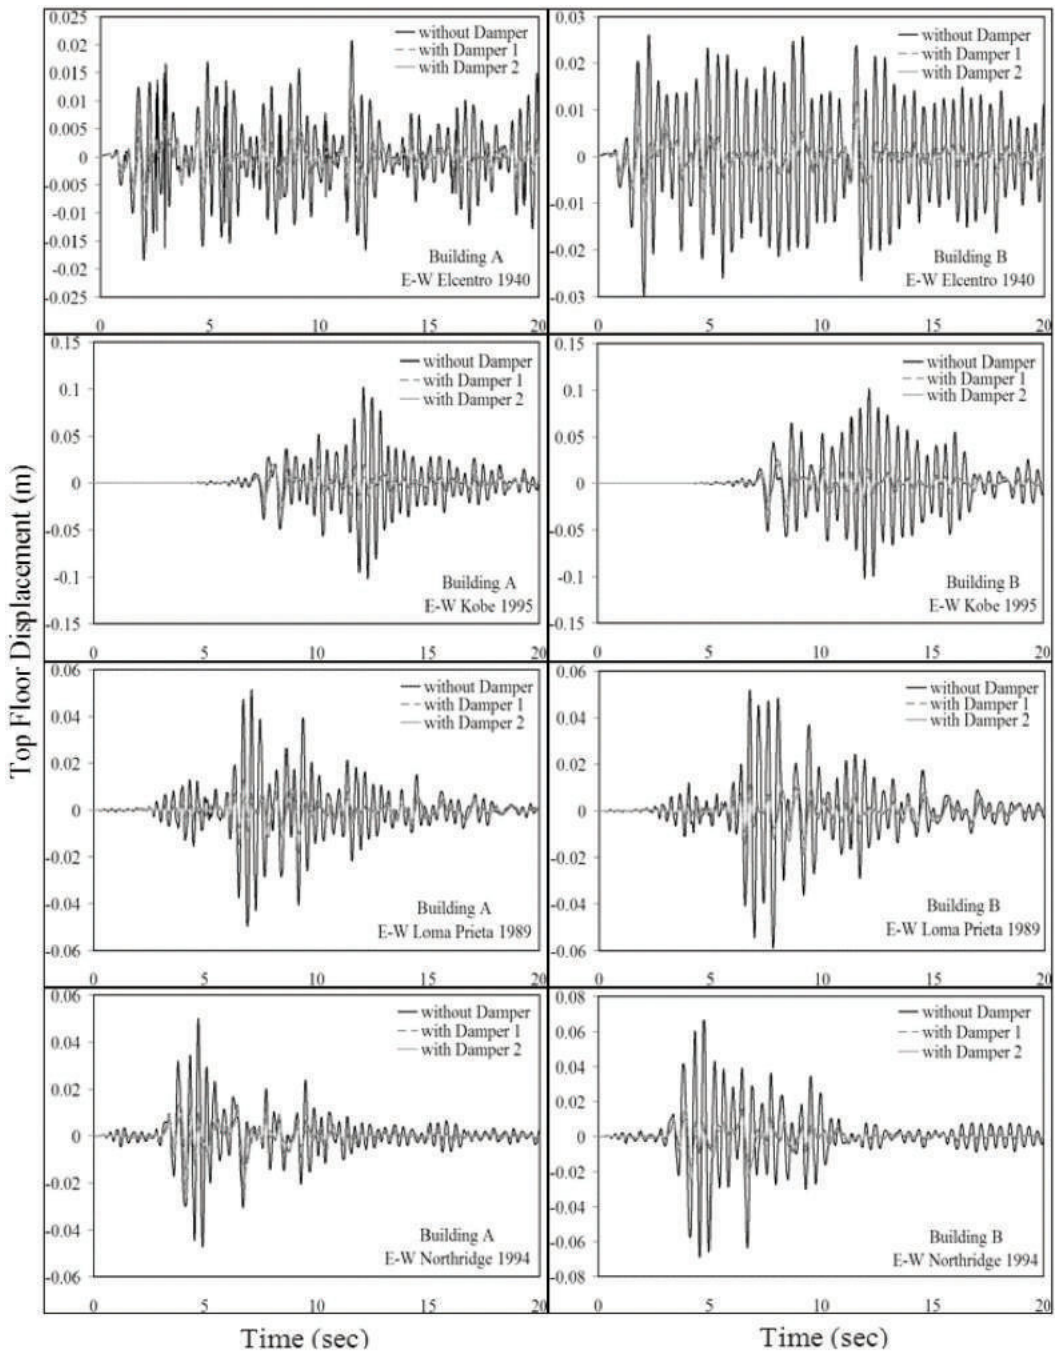 Top Floor Displacement (m)
0.025
0.02
0.015
0.01
0.005
0
-0.005
-0.01
-0.015
-0.02
-0.025
without Damper
with Damper 1
with Damper 2
Building A
E-W Elcentro 1940
0
5
10
15
20
0.03
0.02
0.01
0
-0.01
-0.02
-0.03
without Damper
with Damper 1
with Damper 2
Building B
E-W Elcentro 1940
0
5
10
15
20
0.15
0.1
0.05
0
-0.05
-0.1
-0.15
without Damper
with Damper 1
with Damper 2
Building A
E-W Kobe 1995
5
10
15
20
0.15
0.1
0.05
0
-0.05
-0.1
-0.15
without Damper
with Damper 1
with Damper 2
Building B
E-W Kobe 1995
0
5
10
15
20
0.06
0.04
0.02
0
-0.02
-0.04
-0.06
without Damper
with Damper 1
with Damper 2
Building A
E-W Loma Prieta 1989
0
5
10
15
20
0.06
0.04
0.02
0
-0.02
-0.04
-0.06
without Damper
with Damper 1
with Damper 2
Building B
E-W Loma Prieta 1989
0
5
10
15
20
0.06
0.04
0.02
0
-0.02
-0.04
-0.06
without Damper
with Damper 1
with Damper 2
Building A
E-W Northridge 1994
0
5
10
15
20
0.08
0.06
0.04
0.02
0
-0.02
-0.04
-0.06
-0.08
without Damper
with Damper 1
with Damper 2
Building B
E-W Northridge 1994
0
5
10
15
20
Time (sec)
Time (sec)